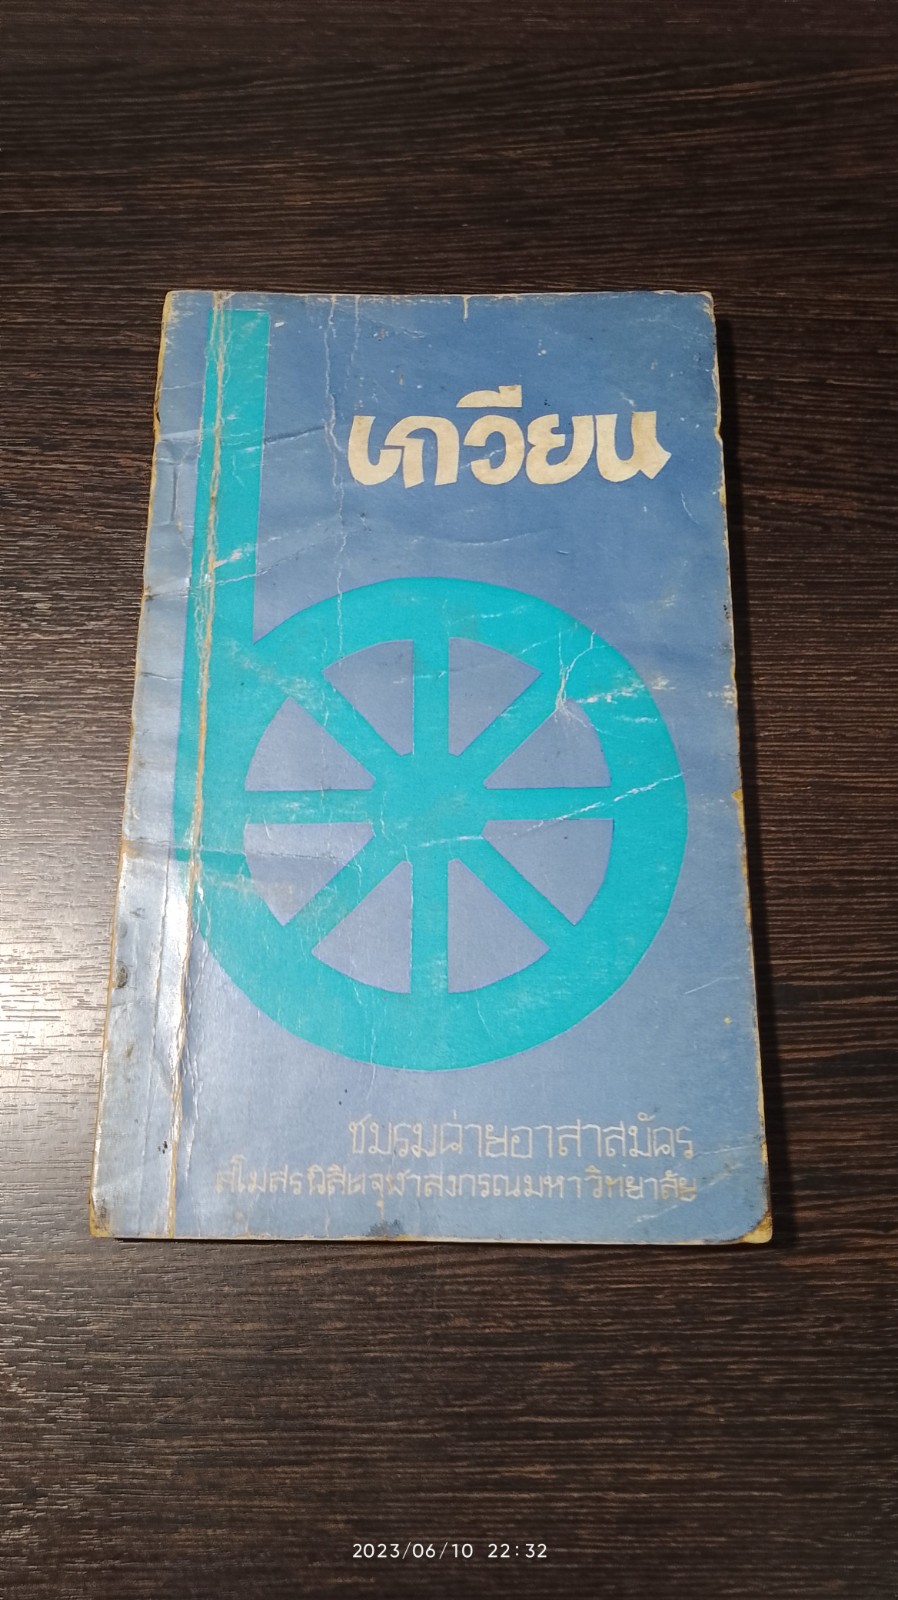 เกวียน
ชมรมค่ายอาสาสมัคร
สโมสรนิสิตจุฬาลงกรณมหาวิทยาลัย
2023/06/10 22:32